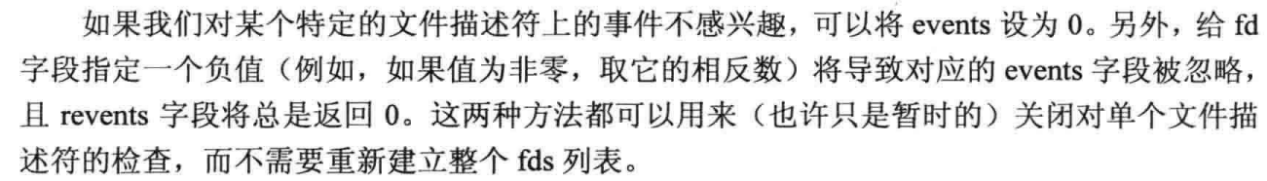 如果我们对某个特定的文件描述符上的事件不感兴趣，可以将 events 设为 0。另外，给 fd
字段指定一个负值（例如，如果值为非零，取它的相反数）将导致对应的 events 字段被忽略，
且 revents 字段将总是返回 0。这两种方法都可以用来（也许只是暂时的）关闭对单个文件描
述符的检查，而不需要重新建立整个 fds 列表。